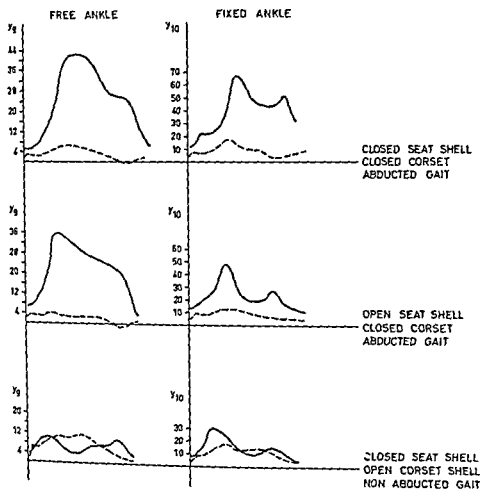 FREE ANKLE
FIXED ANKLE
y9
44
36
28
20
12
4
y10
70
60
50
40
30
20
10
CLOSED SEAT SHELL
CLOSED CORSET
ABDUCTED GAIT
y9
36
28
20
12
4
y10
60
50
40
30
20
10
OPEN SEAT SHELL
CLOSED CORSET
ABDUCTED GAIT
y9
20
12
4
y10
30
20
10
CLOSED SEAT SHELL
OPEN CORSET SHELL
NON ABDUCTED GAIT